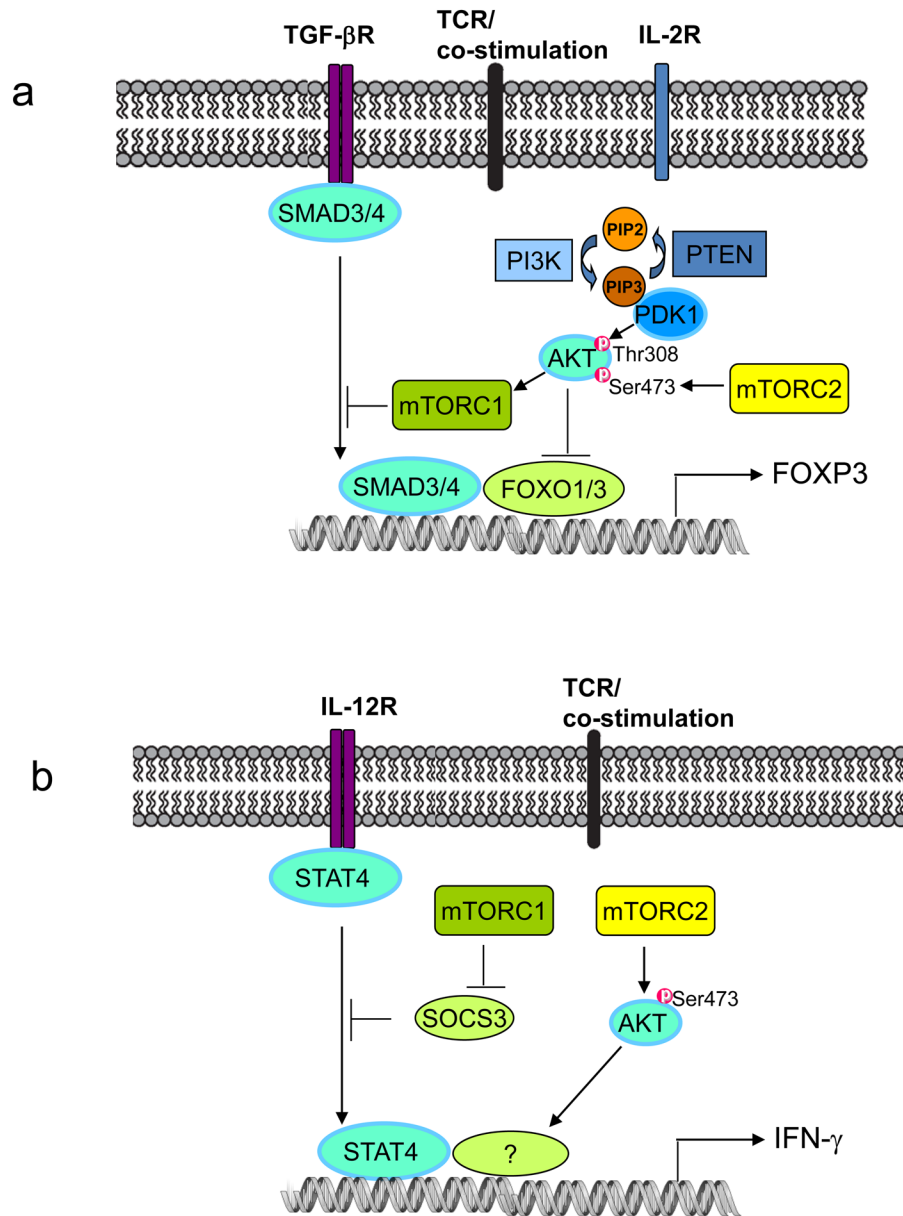 a
TGF-βR
TCR/
co-stimulation
IL-2R
SMAD3/4
PI3K
PIP2
PIP3
PTEN
PDK1
AKT
p
Thr308
p
Ser473
mTORC2
mTORC1
SMAD3/4
FOXO1/3
FOXP3
b
IL-12R
TCR/
co-stimulation
STAT4
mTORC1
mTORC2
SOCS3
p
Ser473
AKT
STAT4
?
IFN-γ